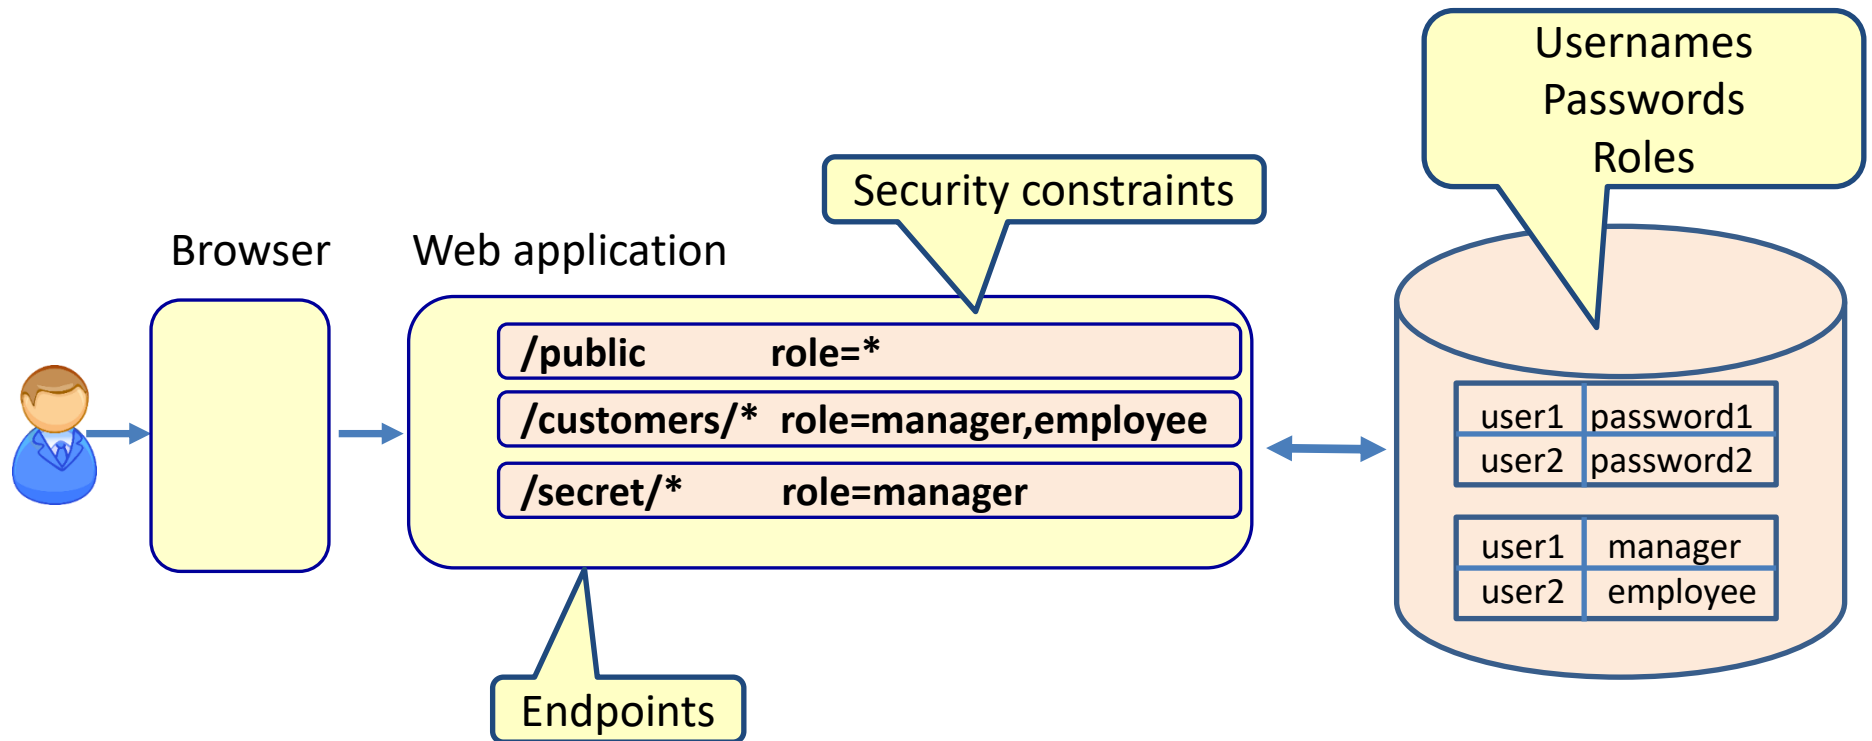 Usernames
Passwords
Roles
Security constraints
Browser
Web application
/public role=*
/customers/* role=manager,employee
/secret/* role=manager
user1 password1
user2 password2
user1 manager
user2 employee
Endpoints